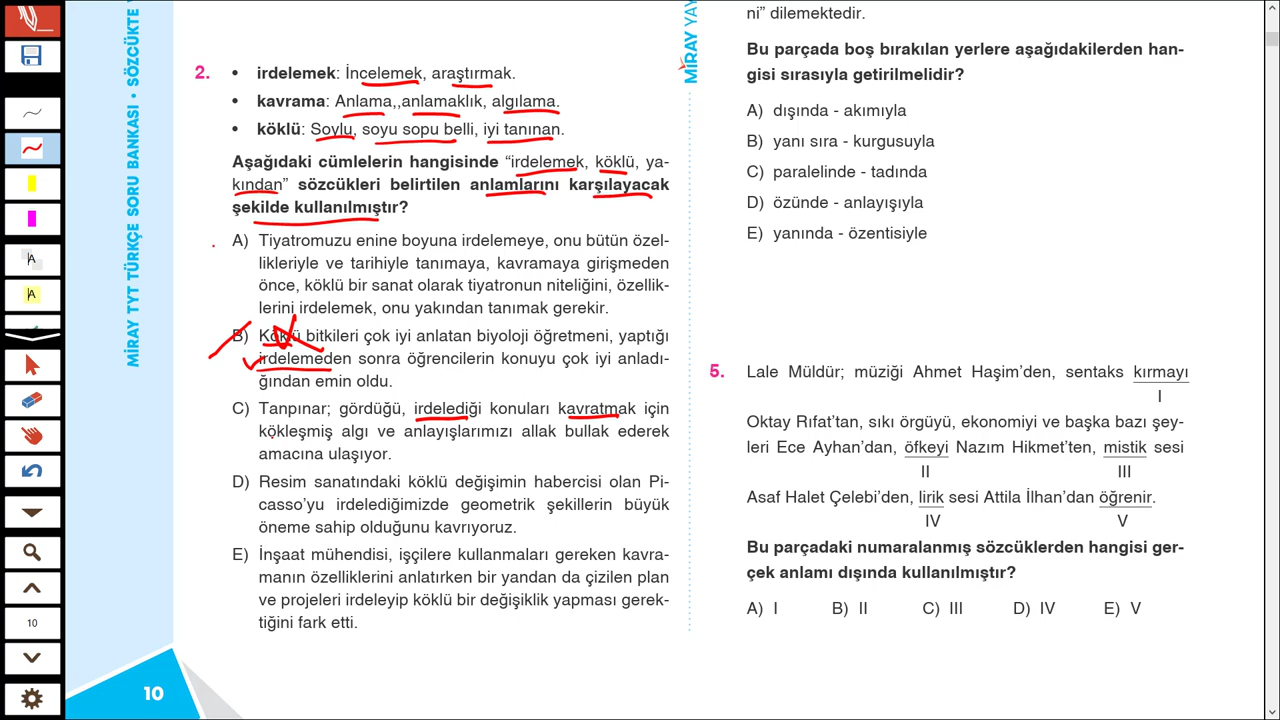 MİRAY TYT TÜRKÇE SORU BANKASI • SÖZCÜKTE
2.
• irdelemek: İncelemek, araştırmak.
• kavrama: Anlama,,anlamaklık, algılama.
• köklü: Soylu, soyu sopu belli, iyi tanınan.
Aşağıdaki cümlelerin hangisinde “irdelemek, köklü, ya-
kından” sözcükleri belirtilen anlamlarını karşılayacak
şekilde kullanılmıştır?
A) Tiyatromuzu enine boyuna irdelemeye, onu bütün özel-
likleriyle ve tarihiyle tanımaya, kavramaya girişmeden
önce, köklü bir sanat olarak tiyatronun niteliğini, özellik-
lerini irdelemek, onu yakından tanımak gerekir.
B) Köklü bitkileri çok iyi anlatan biyoloji öğretmeni, yaptığı
irdelemeden sonra öğrencilerin konuyu çok iyi anladı-
ğından emin oldu.
C) Tanpınar; gördüğü, irdelediği konuları kavratmak için
kökleşmiş algı ve anlayışlarımızı allak bullak ederek
amacına ulaşıyor.
D) Resim sanatındaki köklü değişimin habercisi olan Pi-
casso’yu irdelediğimizde geometrik şekillerin büyük
öneme sahip olduğunu kavrıyoruz.
E) İnşaat mühendisi, işçilere kullanmaları gereken kavra-
manın özelliklerini anlatırken bir yandan da çizilen plan
ve projeleri irdeleyip köklü bir değişiklik yapması gerek-
tiğini fark etti.
10
MİRAY YAY
ni” dilemektedir.
Bu parçada boş bırakılan yerlere aşağıdakilerden han-
gisi sırasıyla getirilmelidir?
A) dışında - akımıyla
B) yanı sıra - kurgusuyla
C) paralelinde - tadında
D) özünde - anlayışıyla
E) yanında - özentisiyle
5. Lale Müldür; müziği Ahmet Haşim’den, sentaks kırmayı
I
Oktay Rıfat’tan, sıkı örgüyü, ekonomiyi ve başka bazı şey-
leri Ece Ayhan’dan, öfkeyi Nazım Hikmet’ten, mistik sesi
II III
Asaf Halet Çelebi’den, lirik sesi Attila İlhan’dan öğrenir.
IV V
Bu parçadaki numaralanmış sözcüklerden hangisi ger-
çek anlamı dışında kullanılmıştır?
A) I B) II C) III D) IV E) V
A
A
10